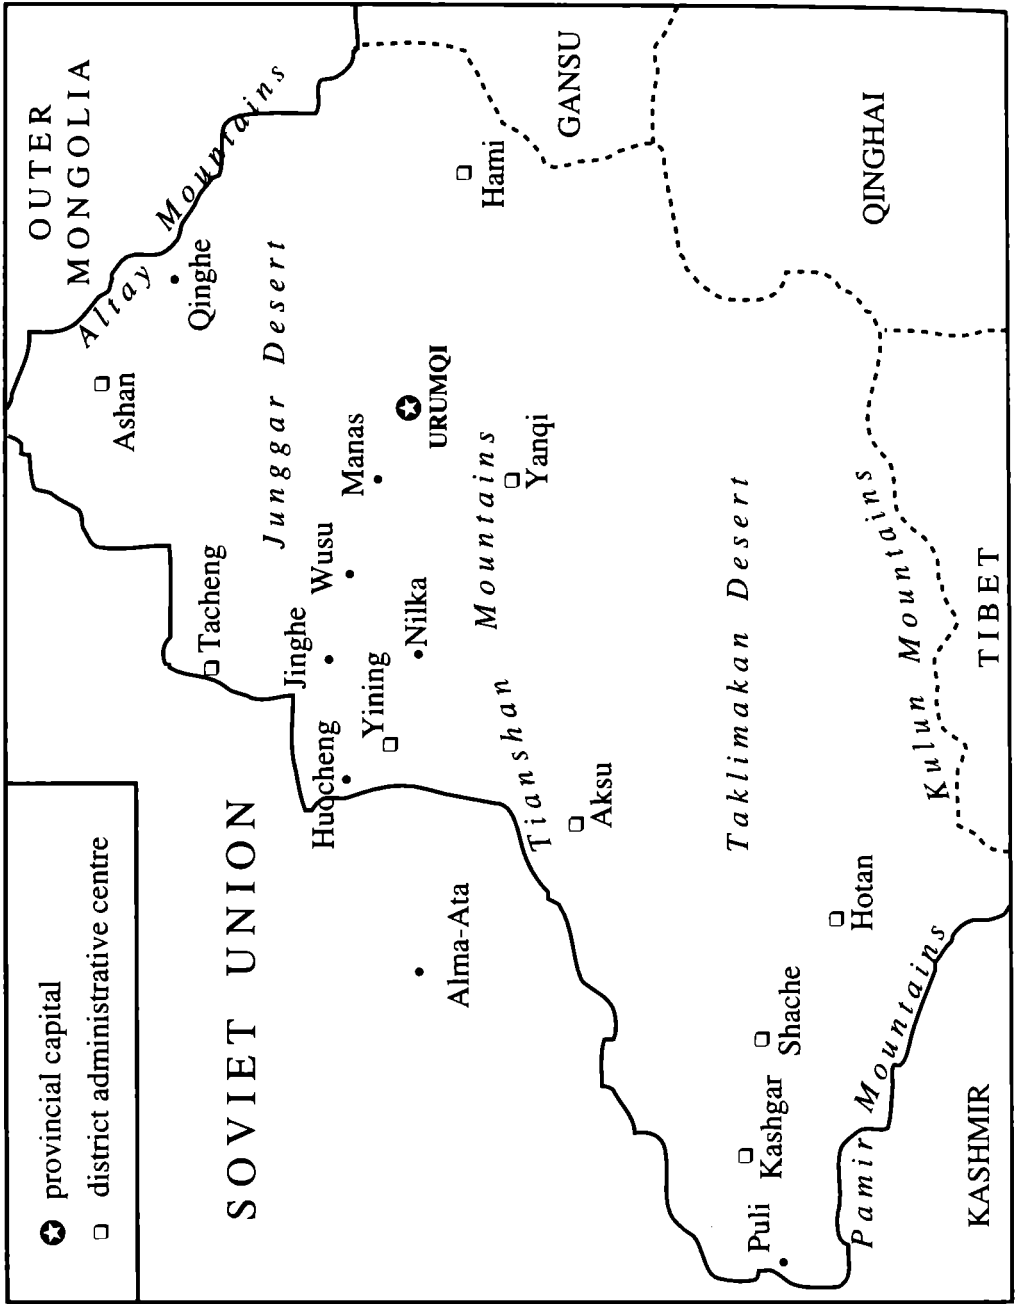 provincial capital
district administrative centre
SOVIET UNION
OUTER
MONGOLIA
Altay Mountains
Ashan
Qinghe
Tacheng
Junggar Desert
Jinghe
Wusu
Manas
URUMQI
Huocheng
Yining
Nilka
Hami
GANSU
Alma-Ata
Tianshan Mountains
Yanqi
Aksu
Taklimakan Desert
QINGHAI
Puli
Kashgar
Shache
Hotan
Pamir Mountains
Kulun Mountains
KASHMIR
TIBET